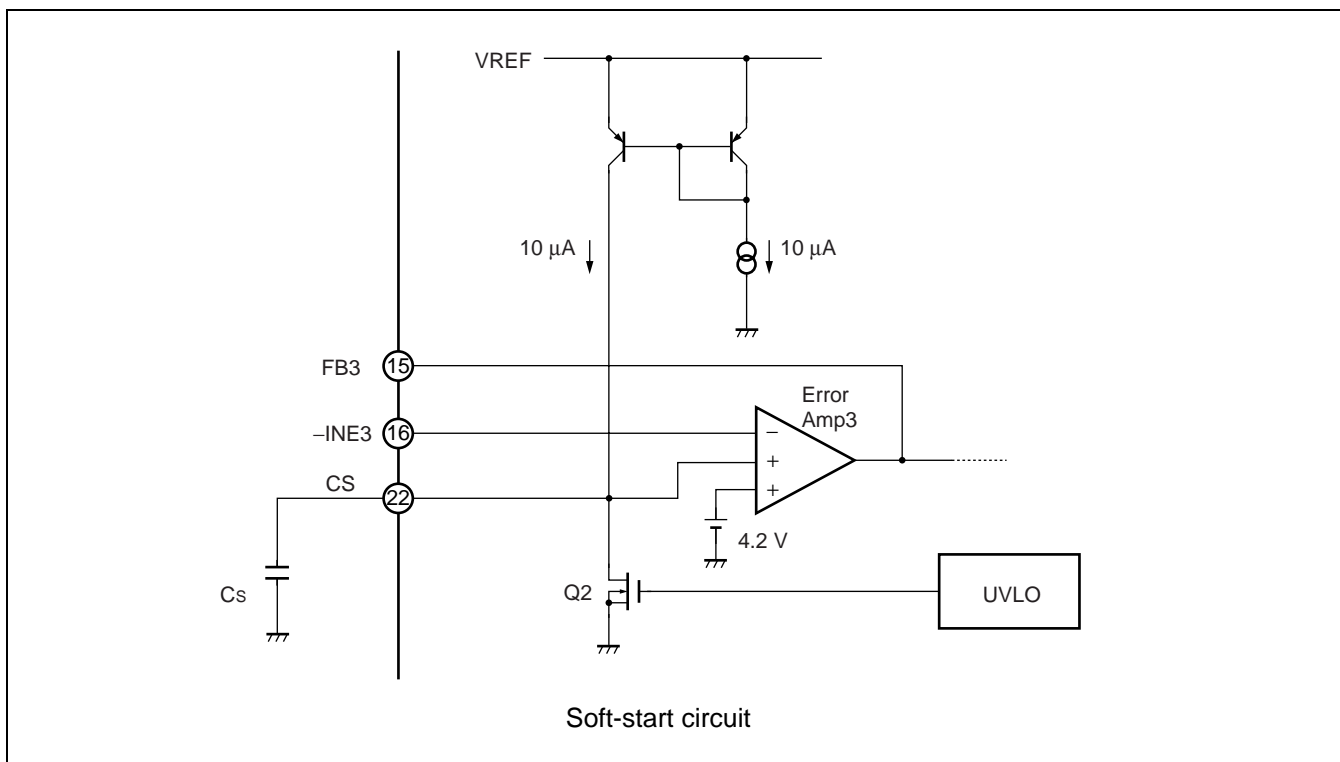 VREF
10 μA
10 μA
FB3
15
Error
Amp3
−INE3
16
−
+
CS
22
+
4.2 V
Cs
Q2
UVLO
Soft-start circuit